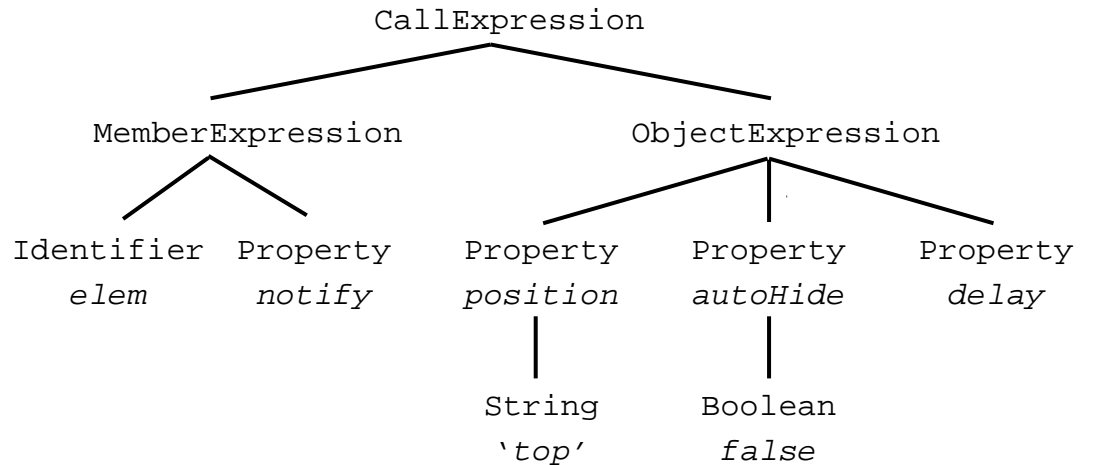 CallExpression
MemberExpression ObjectExpression
Identifier Property Property Property Property
elem notify position autoHide delay
String Boolean
‘top’ false